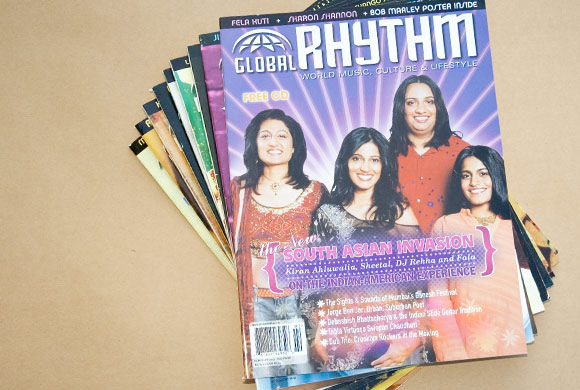 FELA KUTI + SHARON SHANNON + BOB MARLEY POSTER INSIDE
GLOBAL RHYTHM
WORLD MUSIC, CULTURE & LIFESTYLE
FREE CD
the New
SOUTH ASIAN INVASION
Kiran Ahluwalia, Sheetal, DJ Rekha and Falu
ON THE INDIAN-AMERICAN EXPERIENCE
The Sights & Sounds of Mumbai's Ganesh Festival
Jorge Ben Jor, Urban, Suburban Poet
Debashish Bhattacharya & the Indian Slide Guitar Tradition
India Virtuoso Swapan Chaudhuri
Dub Trio, Crooklyn Rockers in the Making